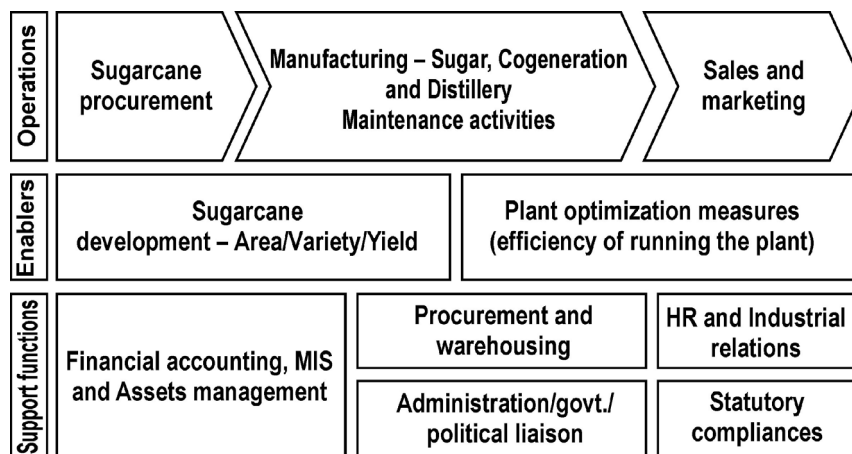 Operations
Sugarcane
procurement
Manufacturing – Sugar, Cogeneration
and Distillery
Maintenance activities
Sales and
marketing
Enablers
Sugarcane
development – Area/Variety/Yield
Plant optimization measures
(efficiency of running the plant)
Support functions
Financial accounting, MIS
and Assets management
Procurement and
warehousing
HR and Industrial
relations
Administration/govt./
political liaison
Statutory
compliances